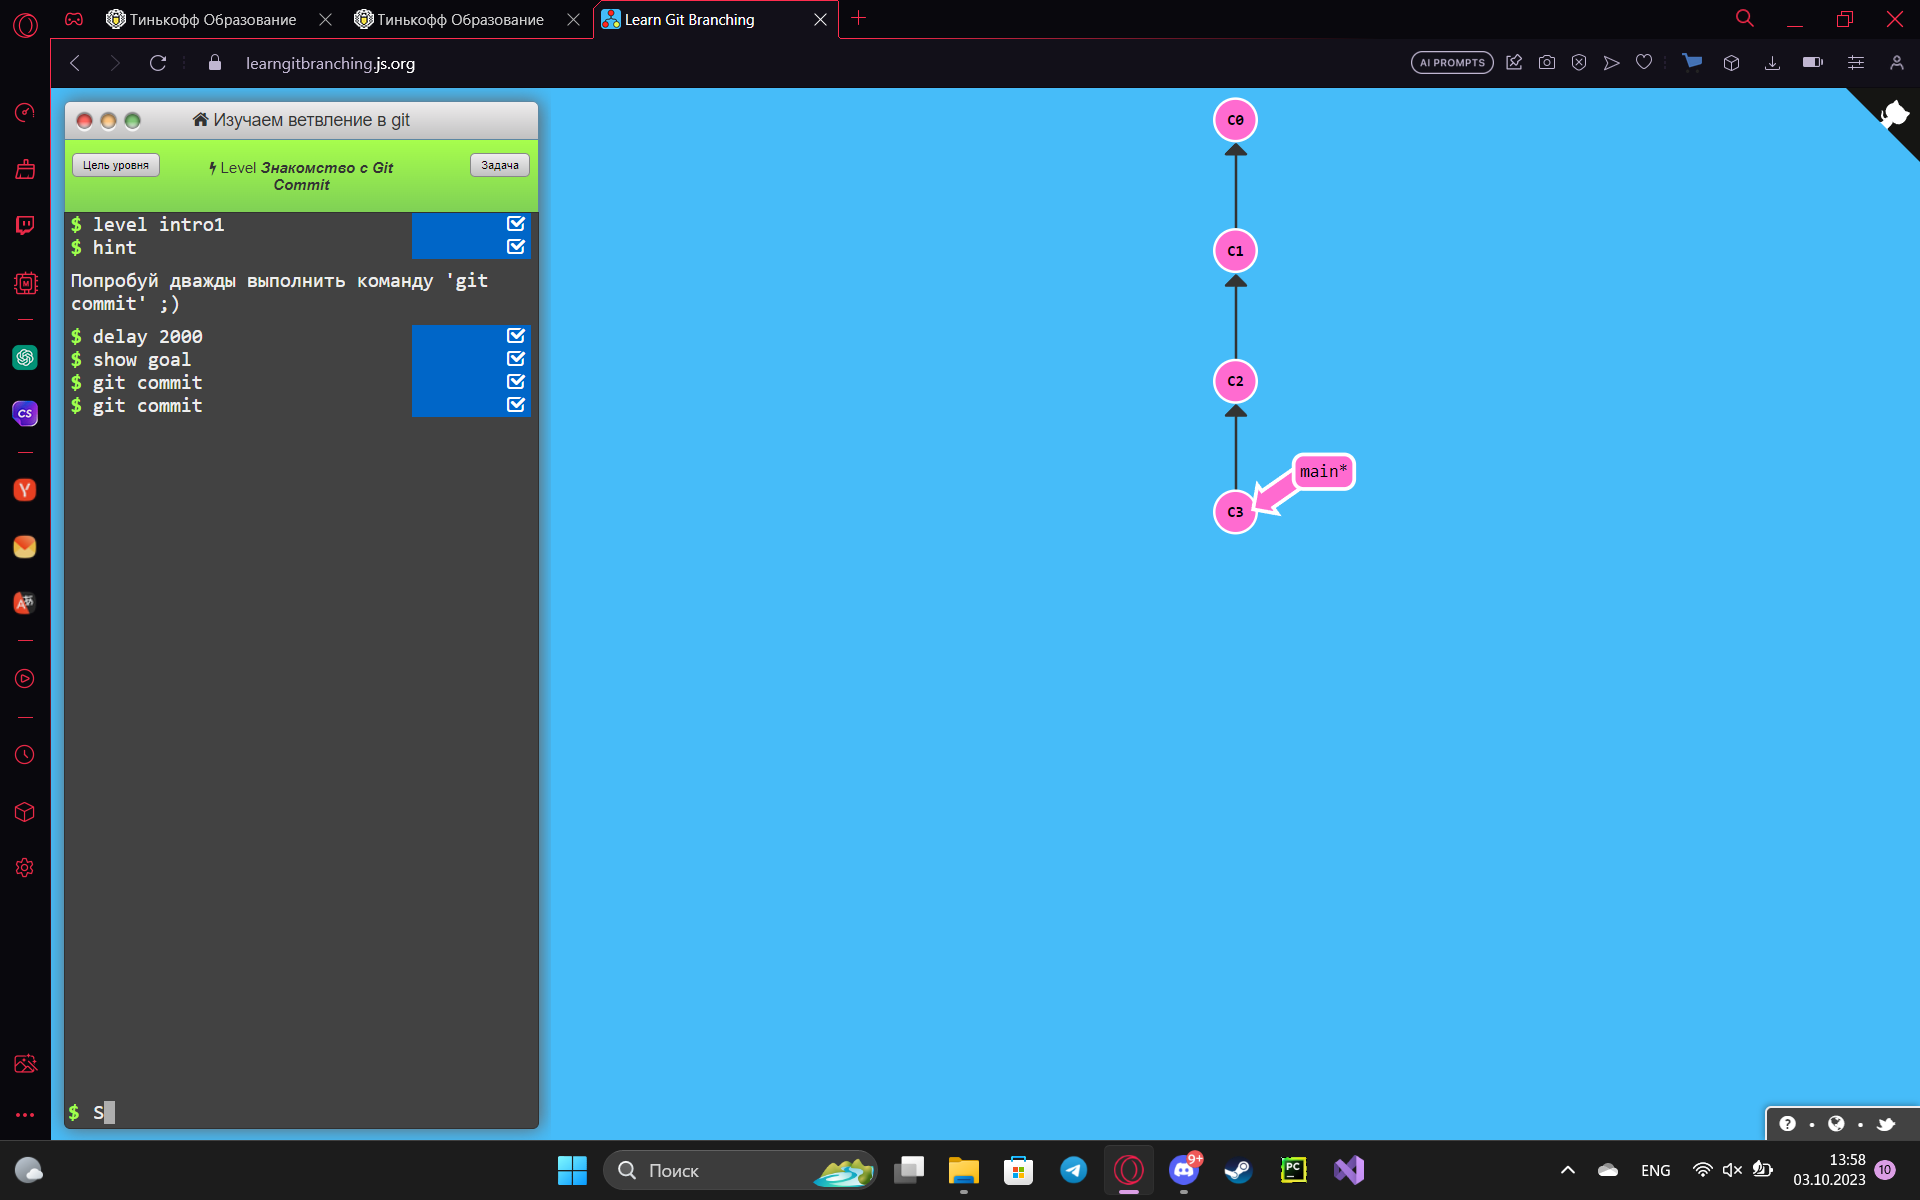 Тинькофф Образование
Тинькофф Образование
Learn Git Branching
learngitbranching.js.org
AI PROMPTS
Изучаем ветвление в git
Цель уровня
Level Знакомство с Git
Commit
Задача
$ level intro1
$ hint
Попробуй дважды выполнить команду 'git
commit' ;)
$ delay 2000
$ show goal
$ git commit
$ git commit
$ S
C0
C1
C2
main*
C3
CS
Поиск
9+
PC
ENG
13:58
03.10.2023
10